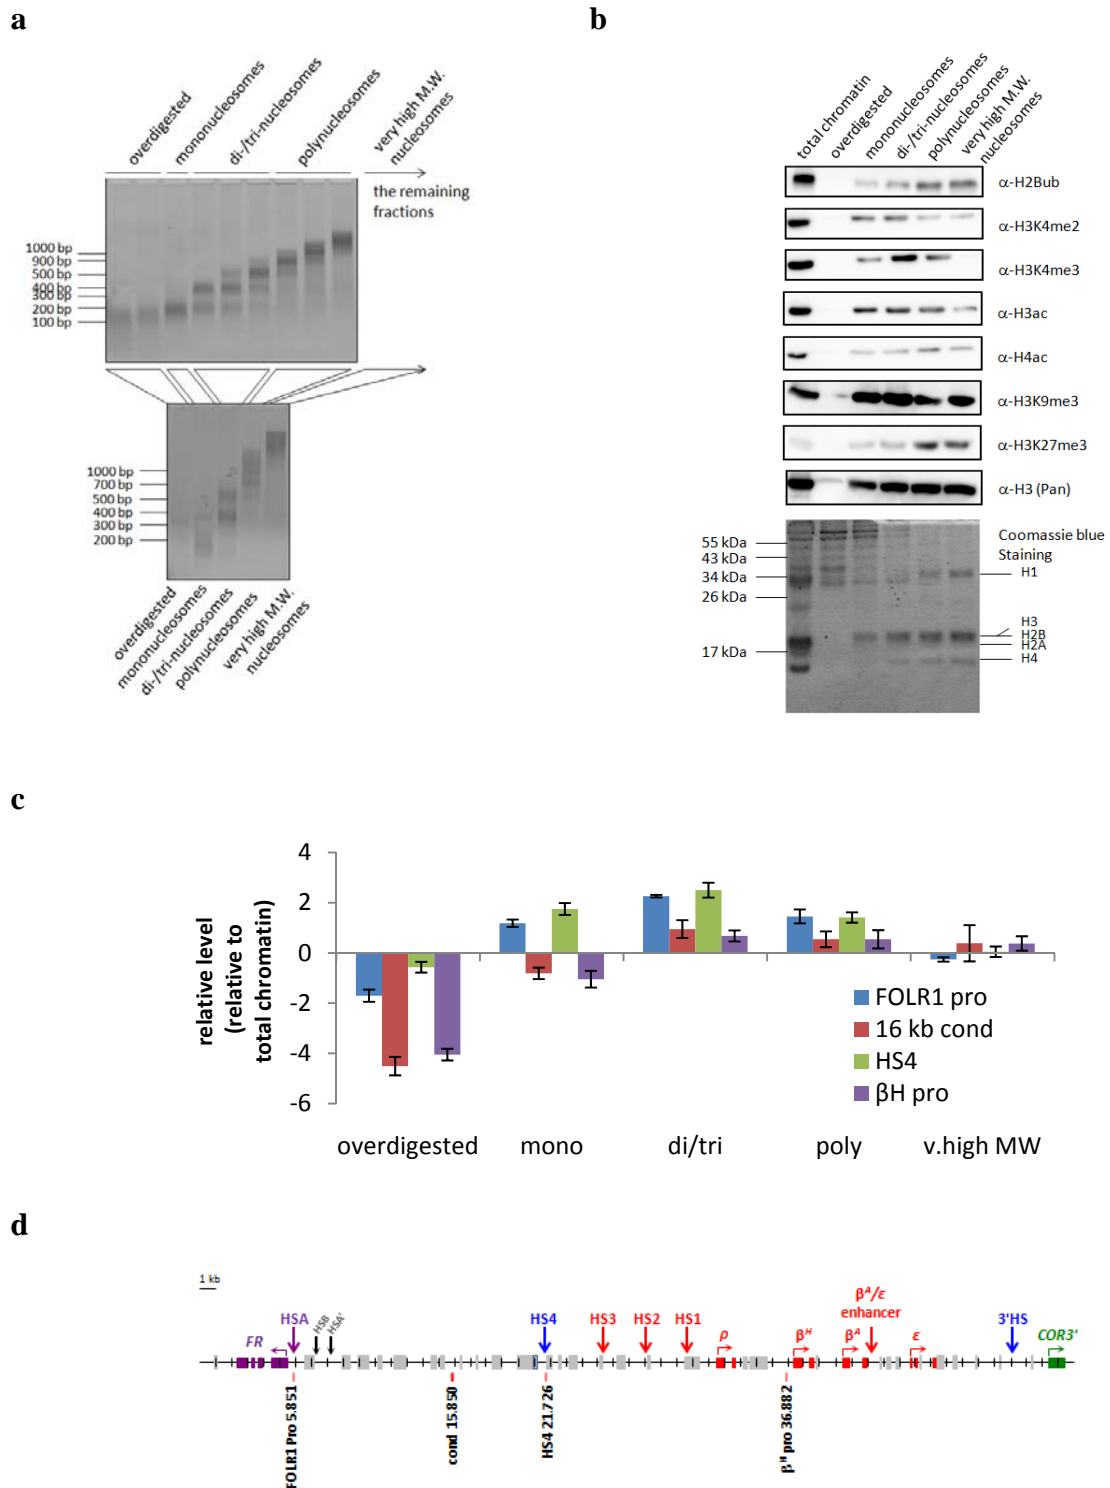 a
overdigested
mononucleosomes
di-/tri-nucleosomes
polynucleosomes
very high M.W.
nucleosomes
the remaining
fractions
1000 bp
900 bp
500 bp
400 bp
300 bp
200 bp
100 bp
1000 bp
700 bp
500 bp
400 bp
300 bp
200 bp
overdigested
mononucleosomes
di-/tri-nucleosomes
polynucleosomes
very high M.W.
nucleosomes
b
total chromatin
overdigested
mononucleosomes
di-/tri-nucleosomes
polynucleosomes
very high M.W.
nucleosomes
α-H2Bub
α-H3K4me2
α-H3K4me3
α-H3ac
α-H4ac
α-H3K9me3
α-H3K27me3
α-H3 (Pan)
Coomassie blue
Staining
55 kDa
43 kDa
34 kDa
26 kDa
17 kDa
H1
H3
H2B
H2A
H4
c
relative level
(relative to
total chromatin)
4
2
0
-2
-4
-6
FOLR1 pro
16 kb cond
HS4
βH pro
overdigested mono di/tri poly v.high MW
d
1 kb
FR
HSA
HSB
HSA'
HS4
HS3
HS2
HS1
ρ
β^H
β^A
β^A/ε
enhancer
ε
3'HS
COR3'
FOLR1 Pro 5.851
cond 15.850
HS4 21.726
β^H pro 36.882